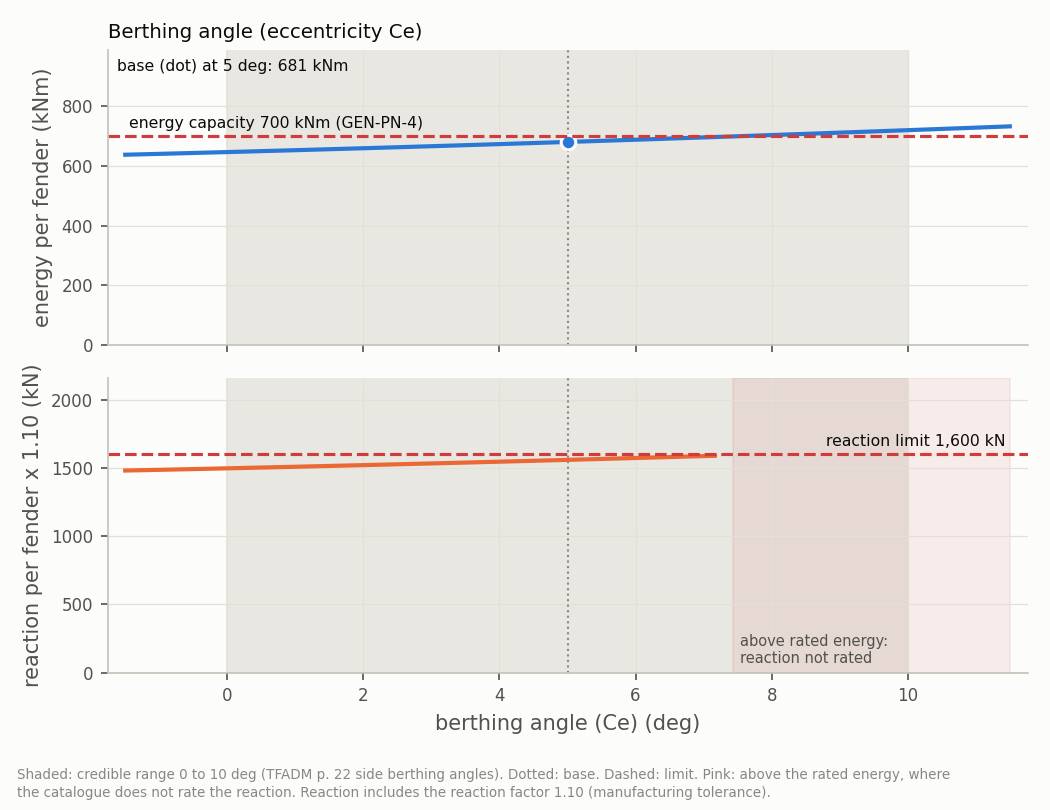 Berthing angle (eccentricity Ce)
base (dot) at 5 deg: 681 kNm
energy capacity 700 kNm (GEN-PN-4)
energy per fender (kNm)
800
600
400
200
0
reaction per fender x 1.10 (kN)
2000
1500
1000
500
0
reaction limit 1,600 kN
above rated energy:
reaction not rated
0 2 4 6 8 10
berthing angle (Ce) (deg)
Shaded: credible range 0 to 10 deg (TFADM p. 22 side berthing angles). Dotted: base. Dashed: limit. Pink: above the rated energy, where
the catalogue does not rate the reaction. Reaction includes the reaction factor 1.10 (manufacturing tolerance).